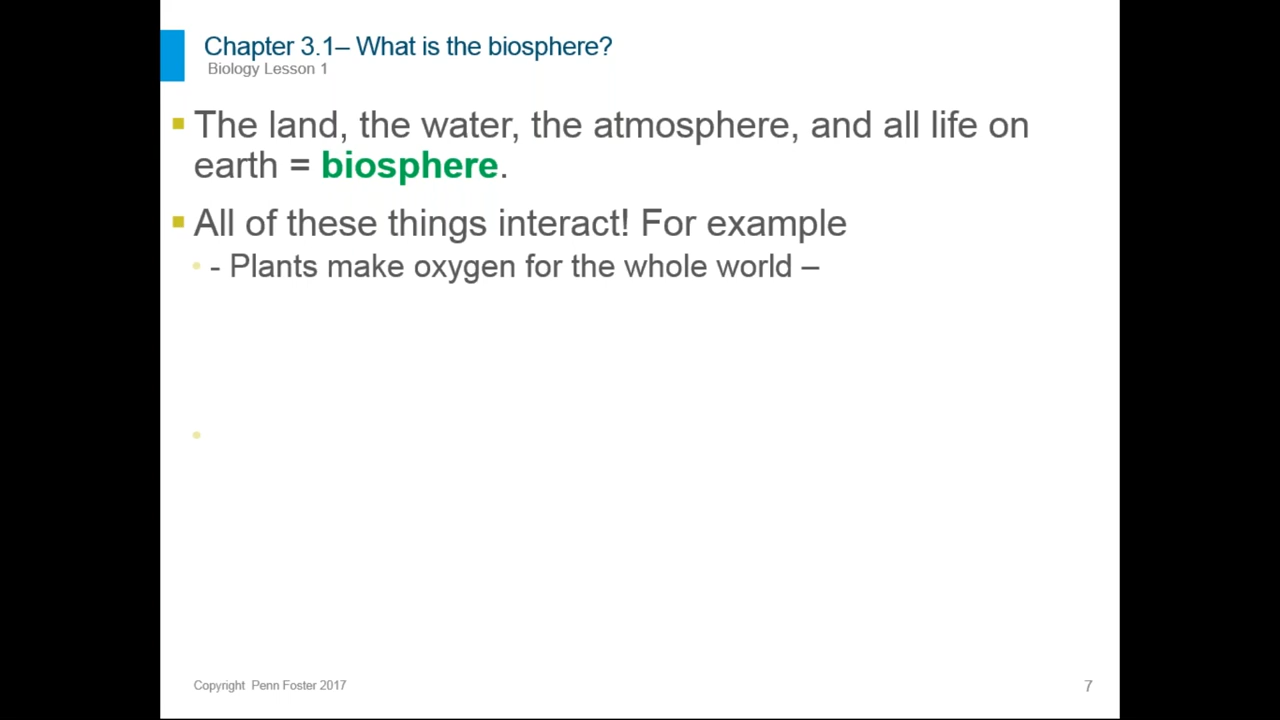 Chapter 3.1– What is the biosphere?
Biology Lesson 1
The land, the water, the atmosphere, and all life on
earth = biosphere.
All of these things interact! For example
- Plants make oxygen for the whole world –
Copyright Penn Foster 2017
7